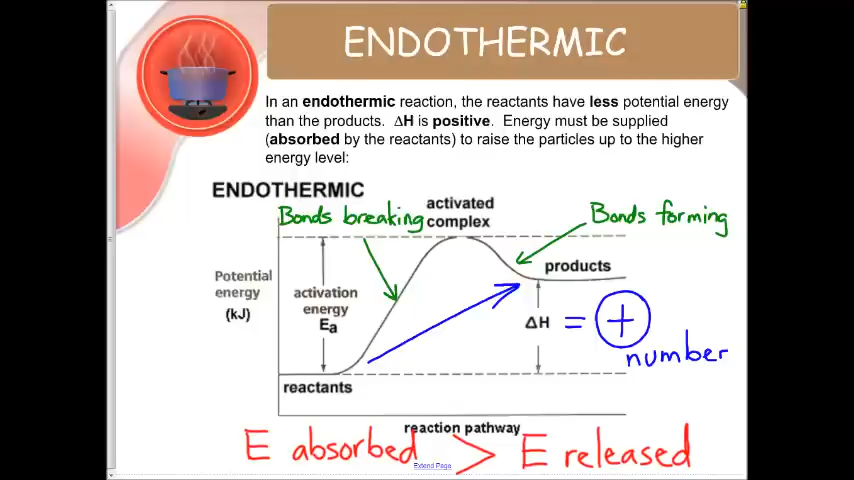 ENDOTHERMIC
In an endothermic reaction, the reactants have less potential energy
than the products. ΔH is positive. Energy must be supplied
(absorbed by the reactants) to raise the particles up to the higher
energy level:
ENDOTHERMIC
activated
complex
Bonds breaking
Bonds forming
products
Potential
energy
(kJ)
activation
energy
Ea
ΔH = +
number
reactants
reaction pathway
E absorbed > E released
Extend Page